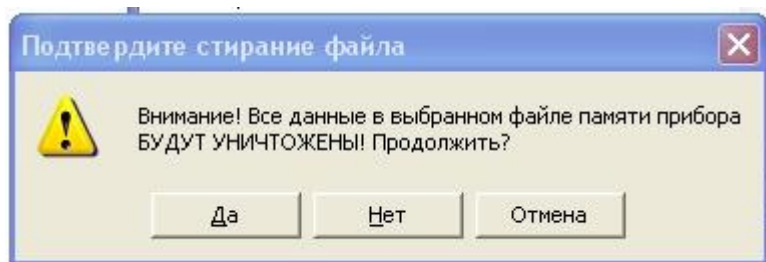 Подтвердите стирание файла
Внимание! Все данные в выбранном файле памяти прибора
БУДУТ УНИЧТОЖЕНЫ! Продолжить?
Да
Нет
Отмена